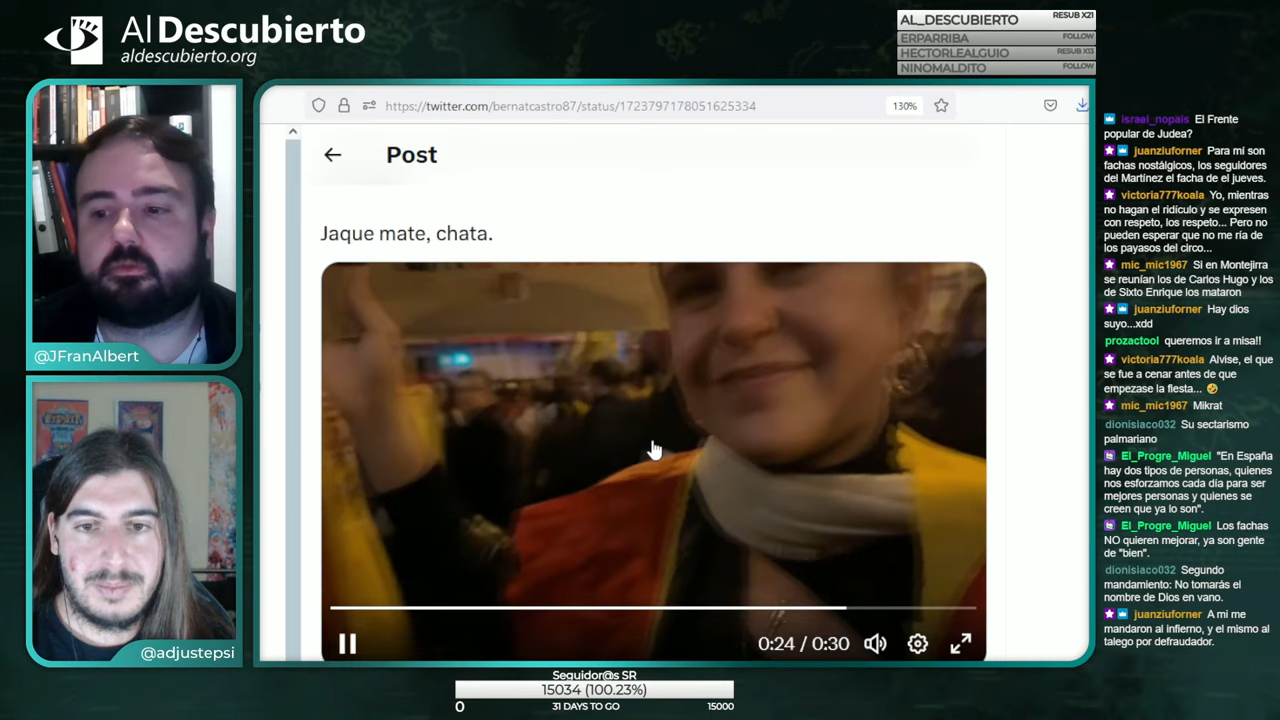 Al Descubierto
aldescubierto.org
AL_DESCUBIERTO RESUB X21
ERPARRIBA FOLLOW
HECTORLEALGUIO RESUB X13
NINOMALDITO FOLLOW
https://twitter.com/bernatcastro87/status/1723797178051625334
130%
Post
Jaque mate, chata.
0:24 / 0:30
@JFranAlbert
@adjustepsi
israel_nopais El Frente
popular de Judea?
juanziuforner Para mí son
fachas nostálgicos, los seguidores
del Martínez el facha de el jueves.
victoria777koala Yo, mientras
no hagan el ridículo y se expresen
con respeto, los respeto... Pero no
pueden esperar que no me ría de
los payasos del circo...
mic_mic1967 Si en Montejirra
se reunían los de Carlos Hugo y los
de Sixto Enrique los mataron
juanziuforner Hay dios
suyo...xdd
prozactool queremos ir a misa!!
victoria777koala Alvise, el que
se fue a cenar antes de que
empezase la fiesta... 🤣
mic_mic1967 Mikrat
dionisiaco032 Su sectarismo
palmariano
El_Progre_Miguel "En España
hay dos tipos de personas, quienes
nos esforzamos cada día para ser
mejores personas y quienes se
creen que ya lo son".
El_Progre_Miguel Los fachas
NO quieren mejorar, ya son gente
de "bien".
dionisiaco032 Segundo
mandamiento: No tomarás el
nombre de Dios en vano.
juanziuforner A mi me
mandaron al infierno, y el mismo al
talego por defraudador.
Seguidor@s SR
15034 (100.23%)
0 31 DAYS TO GO 15000